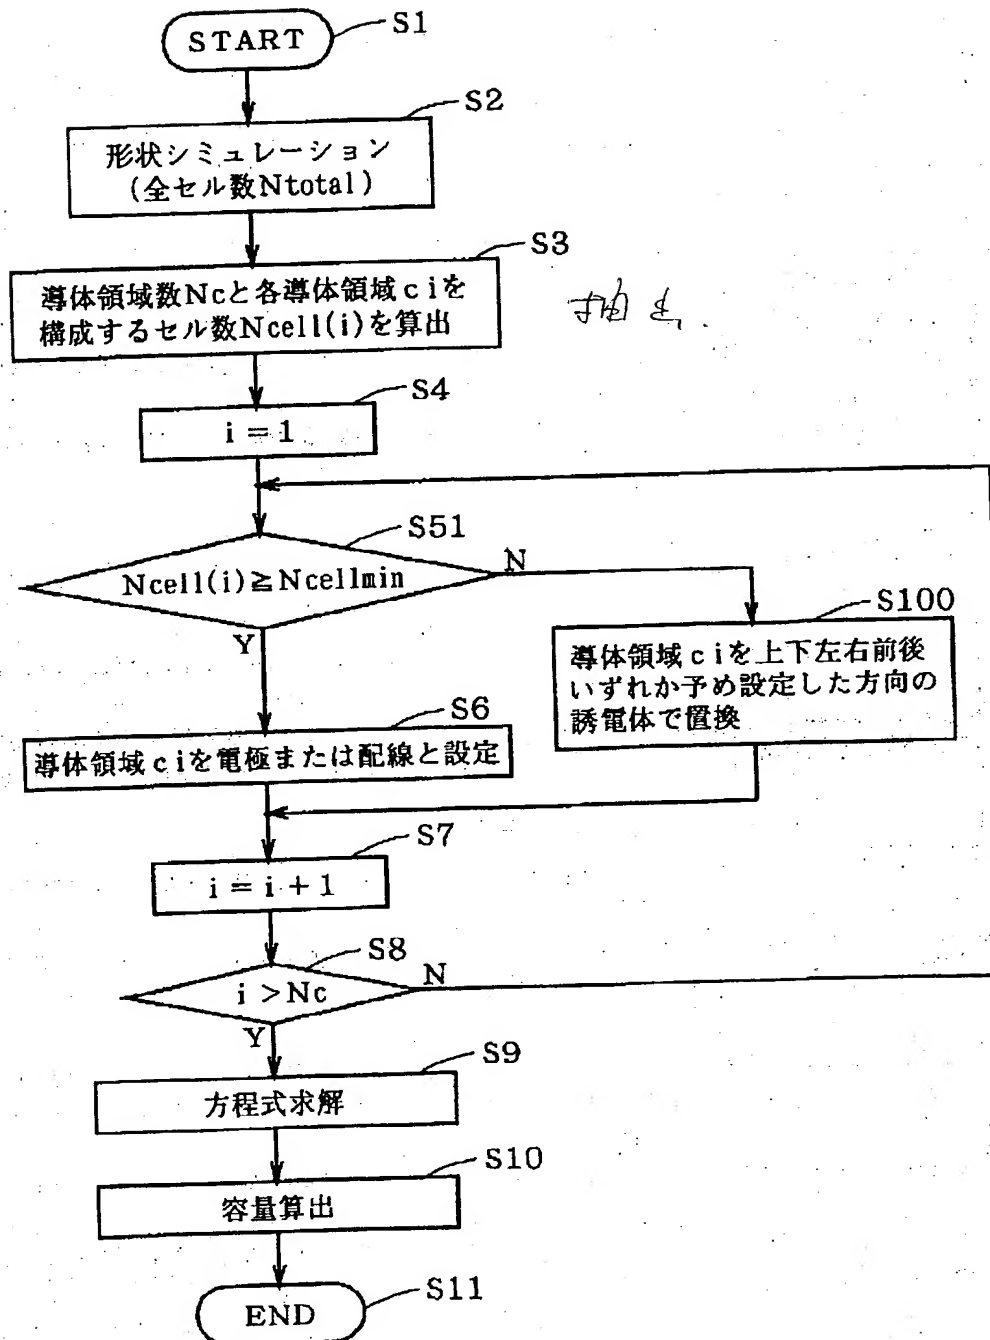 START
S1
S2
形状シミュレーション
(全セル数Ntotal)
S3
導体領域数Ncと各導体領域ciを
構成するセル数Ncell(i)を算出
S4
i=1
S51
Ncell(i)≧Ncellmin
N
Y
S100
導体領域ciを上下左右前後
いずれか予め設定した方向の
誘電体で置換
S6
導体領域ciを電極または配線と設定
S7
i=i+1
S8
i>Nc
N
Y
S9
方程式求解
S10
容量算出
S11
END